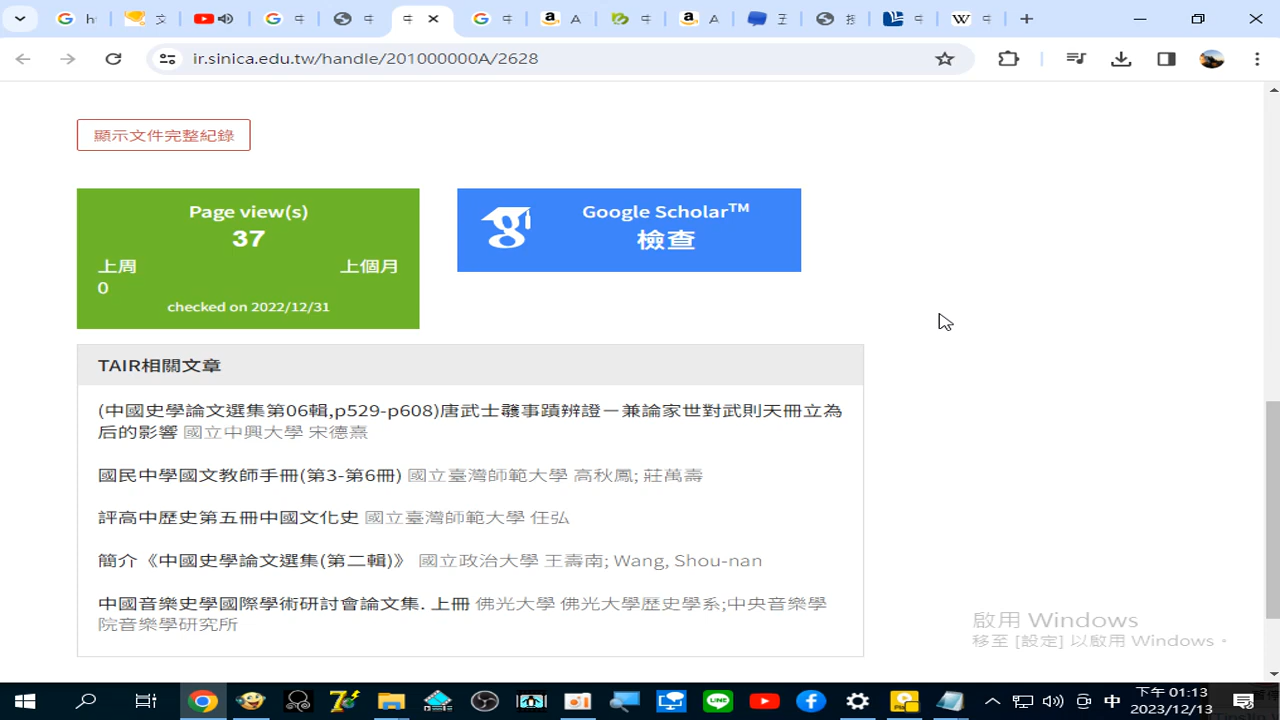 ir.sinica.edu.tw/handle/201000000A/2628
顯示文件完整紀錄
Page view(s)
37
上周
上個月
0
checked on 2022/12/31
Google Scholar™
檢查
TAIR相關文章
(中國史學論文選集第06輯,p529-p608)唐武士彠事蹟辨證－兼論家世對武則天冊立為
后的影響 國立中興大學 宋德熹
國民中學國文教師手冊(第3-第6冊) 國立臺灣師範大學 高秋鳳; 莊萬壽
評高中歷史第五冊中國文化史 國立臺灣師範大學 任弘
簡介《中國史學論文選集(第二輯)》 國立政治大學 王壽南; Wang, Shou-nan
中國音樂史學國際學術研討會論文集. 上冊 佛光大學 佛光大學歷史學系;中央音樂學
院音樂學研究所
啟用 Windows
移至 [設定] 以啟用 Windows。
中
下午 01:13
2023/12/13